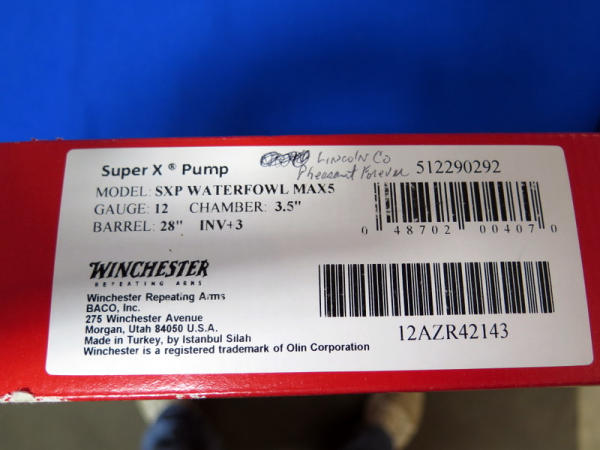 Super X ® Pump
Lincoln Co
Pheasant Forever
512290292
MODEL: SXP WATERFOWL MAX5
GAUGE: 12 CHAMBER: 3.5"
BARREL: 28" INV+3
0 48702 00407 0
WINCHESTER
REPEATING ARMS
Winchester Repeating Arms
BACO, Inc.
275 Winchester Avenue
Morgan, Utah 84050 U.S.A.
Made in Turkey, by Istanbul Silah
Winchester is a registered trademark of Olin Corporation
12AZR42143